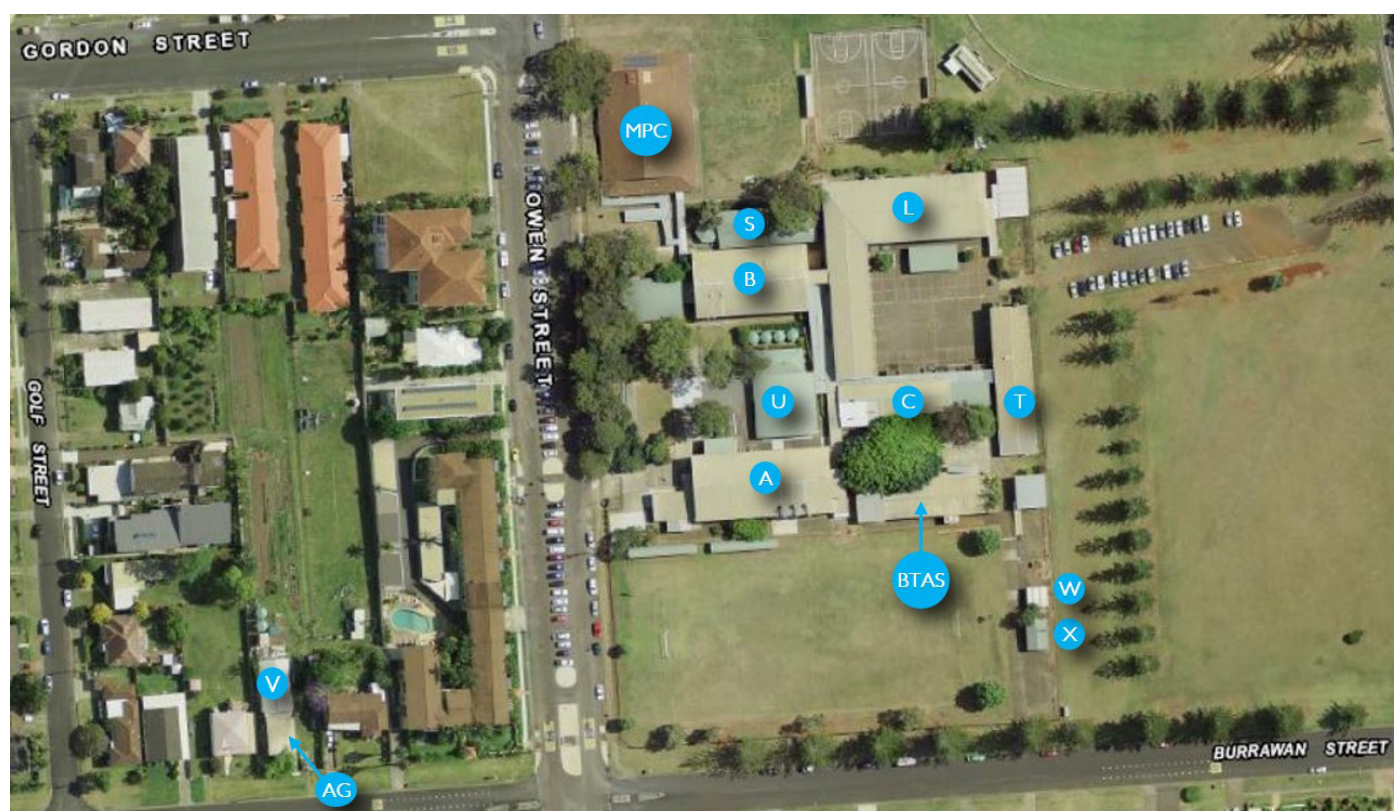 GORDON STREET
MPC
OWEN STREET
S
L
B
GOLF STREET
U
C
T
A
BTAS
W
X
V
AG
BURRAWAN STREET